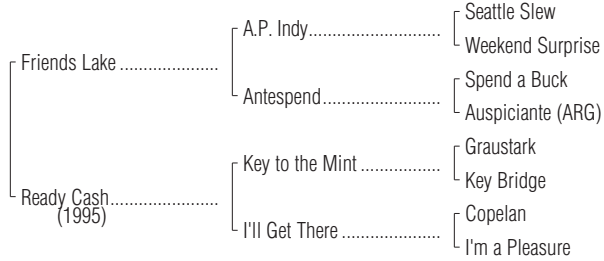 Seattle Slew
A.P. Indy
Weekend Surprise
Friends Lake
Spend a Buck
Antespend
Auspiciante (ARG)
Graustark
Key to the Mint
Key Bridge
Ready Cash
(1995)
Copelan
I'll Get There
I'm a Pleasure